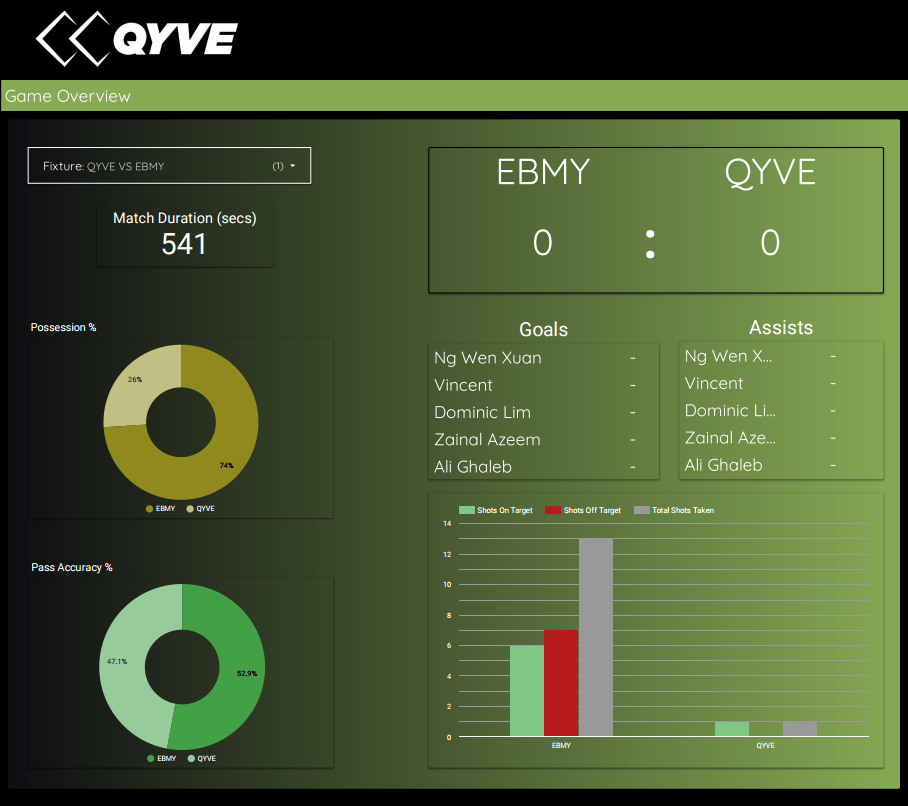 QYVE
Game Overview
Fixture: QYVE VS EBMY (1)
Match Duration (secs)
541
EBMY QYVE
0 : 0
Possession %
26%
74%
EBMY QYVE
Goals
Ng Wen Xuan -
Vincent -
Dominic Lim -
Zainal Azeem -
Ali Ghaleb -
Assists
Ng Wen X... -
Vincent -
Dominic Li... -
Zainal Aze... -
Ali Ghaleb -
Pass Accuracy %
47.1%
52.9%
EBMY QYVE
Shots On Target Shots Off Target Total Shots Taken
14
12
10
8
6
4
2
0
EBMY QYVE